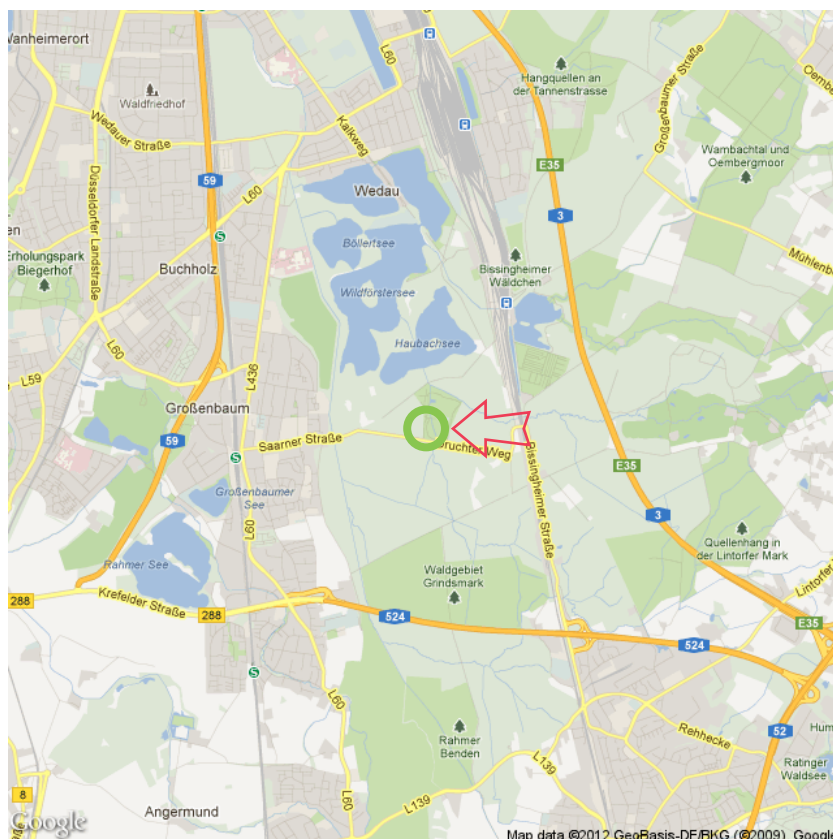 Wanheimerort
L60
Hangquellen an
der Tannenstrasse
Großenbaumer Straße
Waldfriedhof
Wedauer Straße
Kalkweg
Wambachtal und
Oembergmoor
E35
Düsseldorfer Landstraße
59
L60
Wedau
3
Erholungspark
Biegerhof
Buchholz
S
Böllertsee
Bissingheimer
Wäldchen
Wildförstersee
L60
Haubachsee
L59
L436
Großenbaum
Saarner Straße
59
S
Bissingheimer Straße
E35
Großenbaumer
See
L60
3
Quellenhang in
der Lintorfer Mark
Rahmer See
Waldgebiet
Grindsmark
288
Krefelder Straße
288
524
E35
524
S
L60
Rahmer
Benden
Rehhecke
52
L139
Ratinger
Waldsee
8
Angermund
L139
Google
Map data ©2012 GeoBasis-DE/BKG (©2009), Google